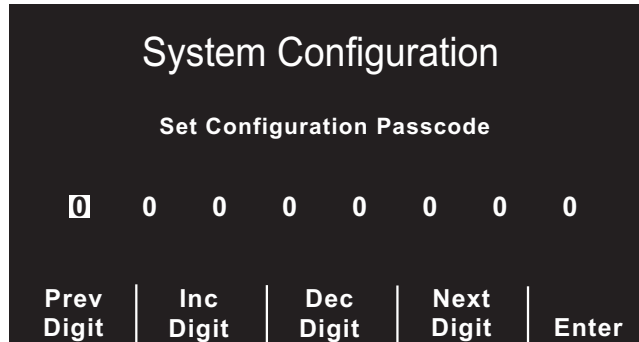 System Configuration
Set Configuration Passcode
0 0 0 0 0 0 0 0
Prev Inc Dec Next
Digit Digit Digit Digit Enter